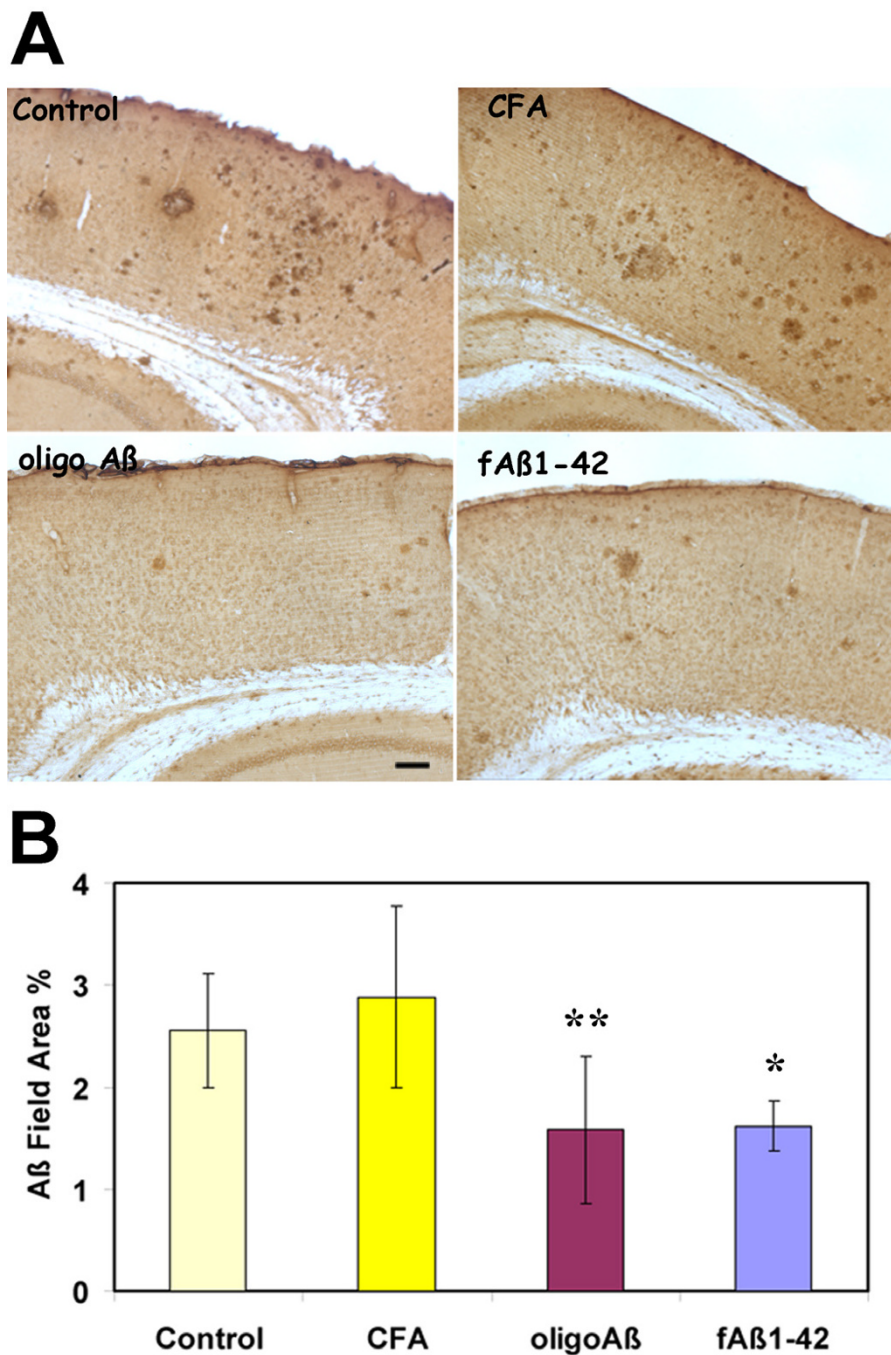 A
Control
CFA
oligo Aß
fAß1-42
B
Aß Field Area %
4
3
2
1
0
**
*
Control
CFA
oligoAß
fAß1-42